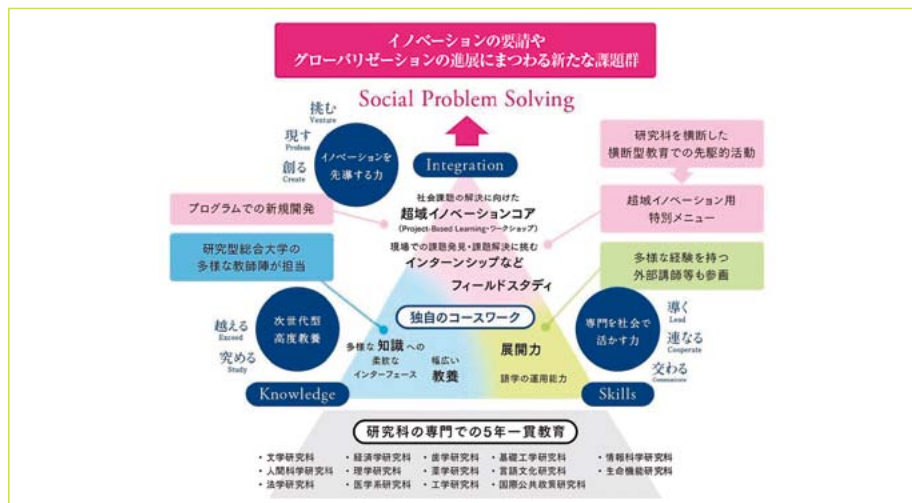 イノベーションの要請や
グローバリゼーションの進展にまつわる新たな課題群
Social Problem Solving
挑む
Venture
現す
Profess
創る
Create
イノベーションを
先導する力
Integration
研究科を横断した
横断型教育での先駆的活動
プログラムでの新規開発
社会課題の解決に向けた
超域イノベーションコア
(Project-Based Learning・ワークショップ)
超域イノベーション用
特別メニュー
研究型総合大学の
多様な教師陣が担当
現場での課題発見・課題解決に挑む
インターンシップなど
フィールドスタディ
多様な経験を持つ
外部講師等も参画
独自のコースワーク
越える
Exceed
究める
Study
次世代型
高度教養
多様な 知識 への
柔軟な
インターフェース
幅広い
教養
展開力
語学の運用能力
専門を社会で
活かす力
導く
Lead
連なる
Cooperate
交わる
Communicate
Knowledge
Skills
研究科の専門での5年一貫教育
・文学研究科 ・経済学研究科 ・歯学研究科 ・基礎工学研究科 ・情報科学研究科
・人間科学研究科 ・理学研究科 ・薬学研究科 ・言語文化研究科 ・生命機能研究科
・法学研究科 ・医学系研究科 ・工学研究科 ・国際公共政策研究科